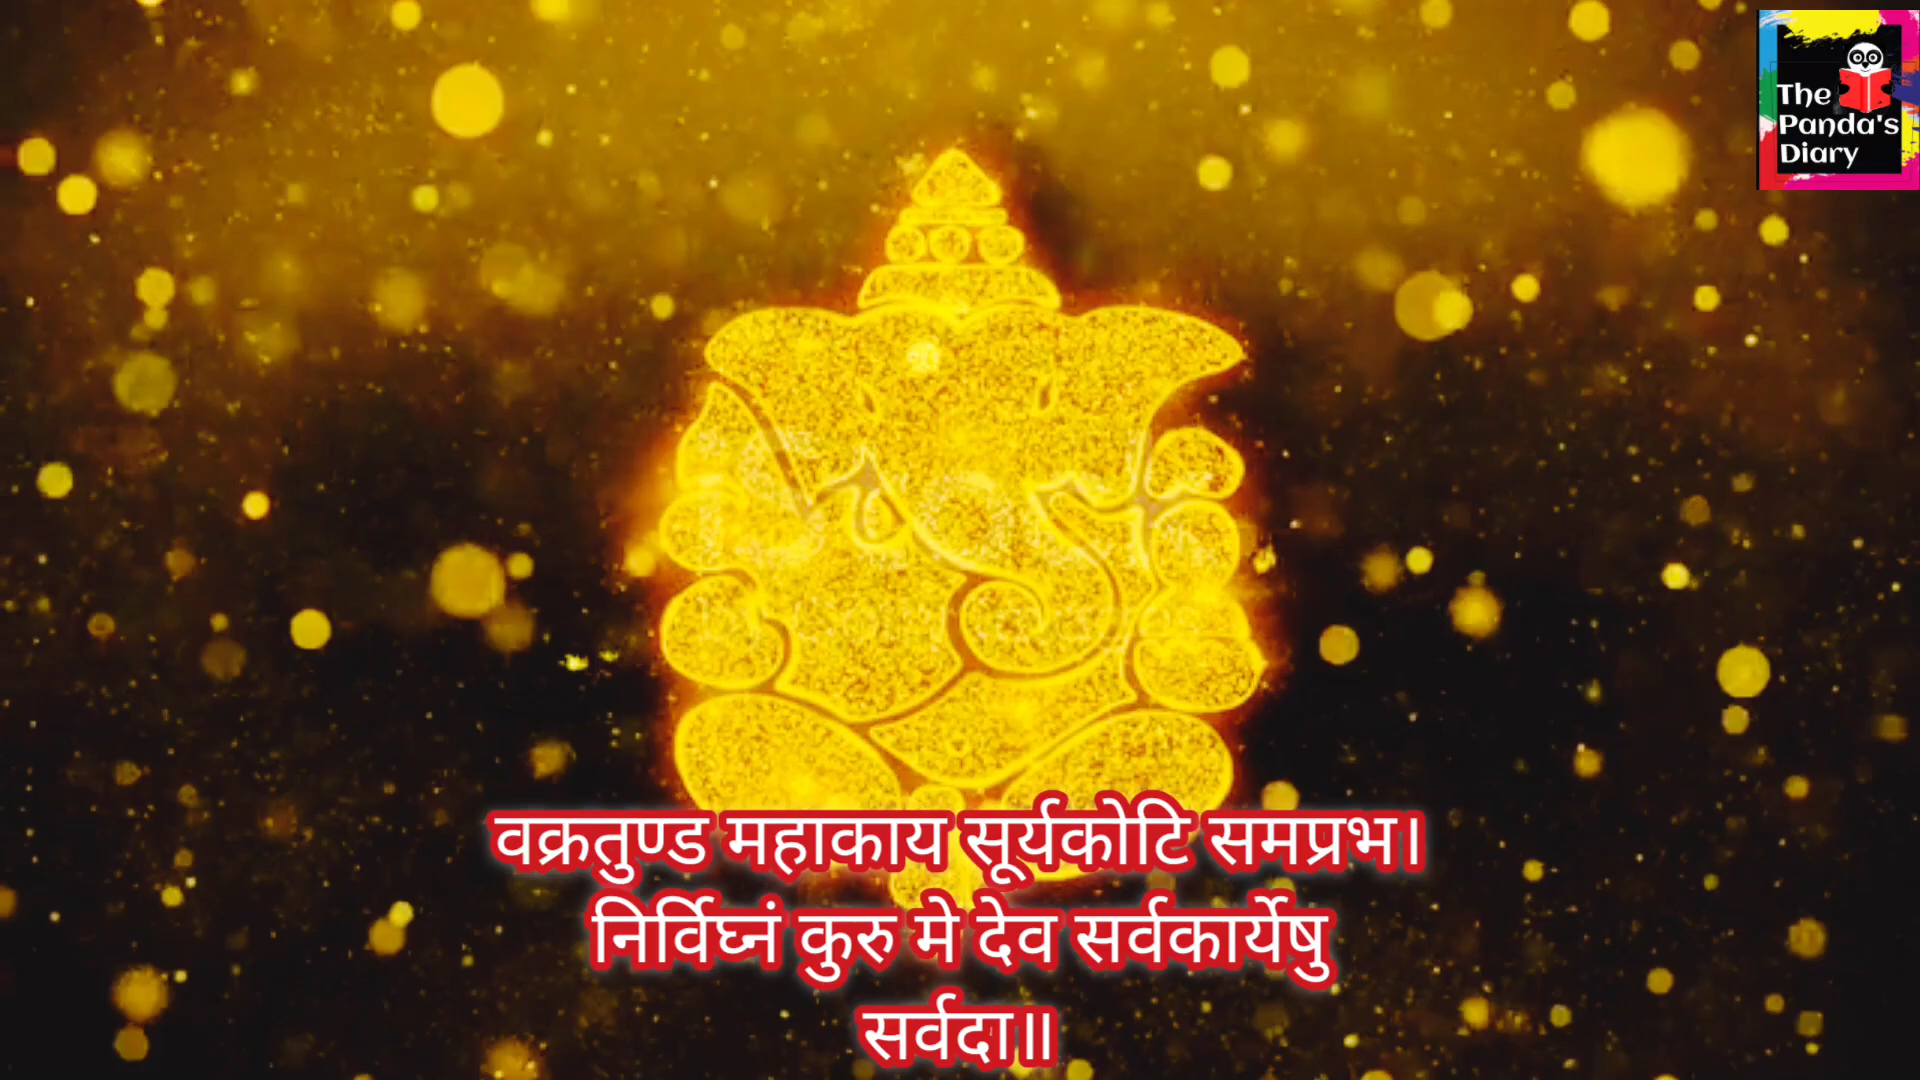 The
Panda's
Diary
वक्रतुण्ड महाकाय सूर्यकोटि समप्रभ।
निर्विघ्नं कुरु मे देव सर्वकार्येषु
सर्वदा॥